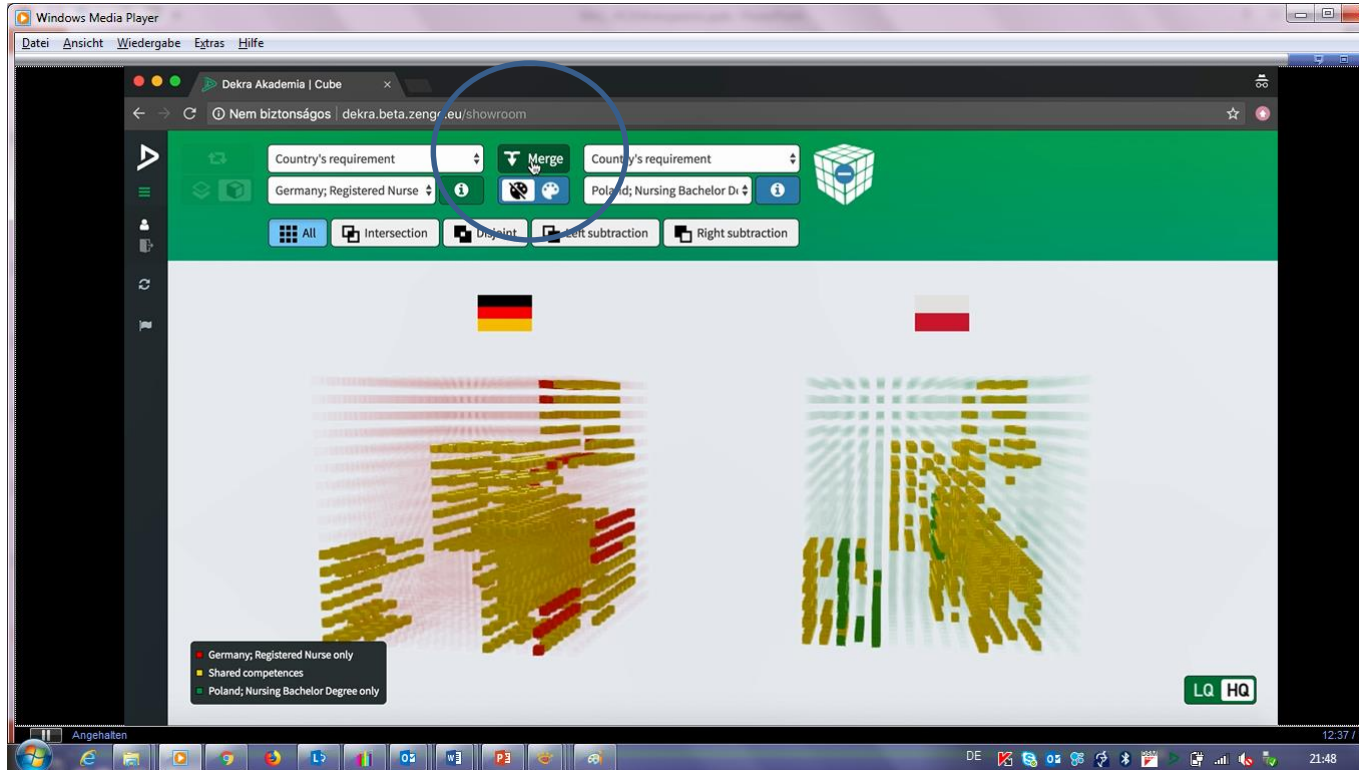 Windows Media Player
Datei Ansicht Wiedergabe Extras Hilfe
Dekra Akademia | Cube ×
Nem biztonságos | dekra.beta.zengo.eu/showroom
Country's requirement Merge Country's requirement
Germany; Registered Nurse Poland; Nursing Bachelor De
All Intersection Disjoint Left subtraction Right subtraction
Germany; Registered Nurse only
Shared competences
Poland; Nursing Bachelor Degree only
LQ HQ
Angehalten 12:37 /
DE 21:48